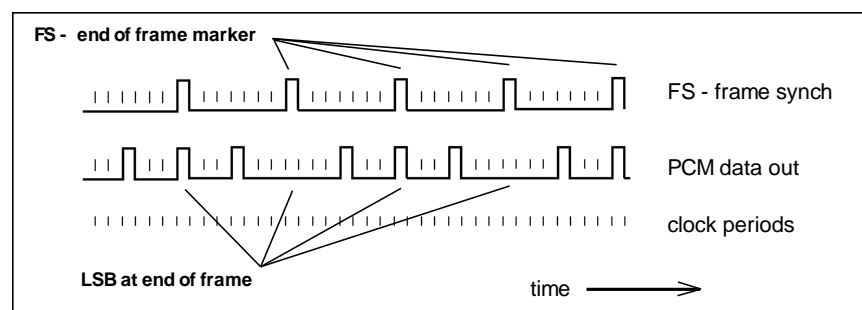 FS - end of frame marker
FS - frame synch
PCM data out
clock periods
LSB at end of frame
time